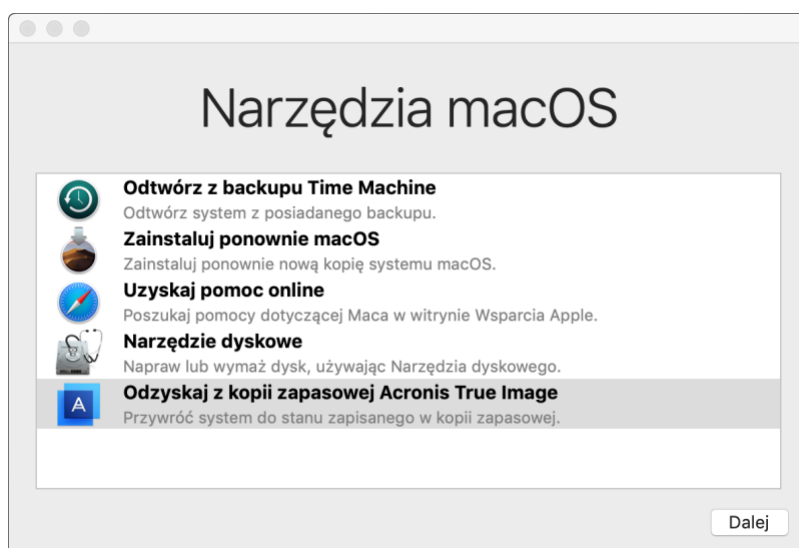 Narzędzia macOS
Odtwórz z backupu Time Machine
Odtwórz system z posiadanego backupu.
Zainstaluj ponownie macOS
Zainstaluj ponownie nową kopię systemu macOS.
Uzyskaj pomoc online
Poszukaj pomocy dotyczącej Maca w witrynie Wsparcia Apple.
Narzędzie dyskowe
Napraw lub wymaż dysk, używając Narzędzia dyskowego.
Odzyskaj z kopii zapasowej Acronis True Image
Przywróć system do stanu zapisanego w kopii zapasowej.
Dalej